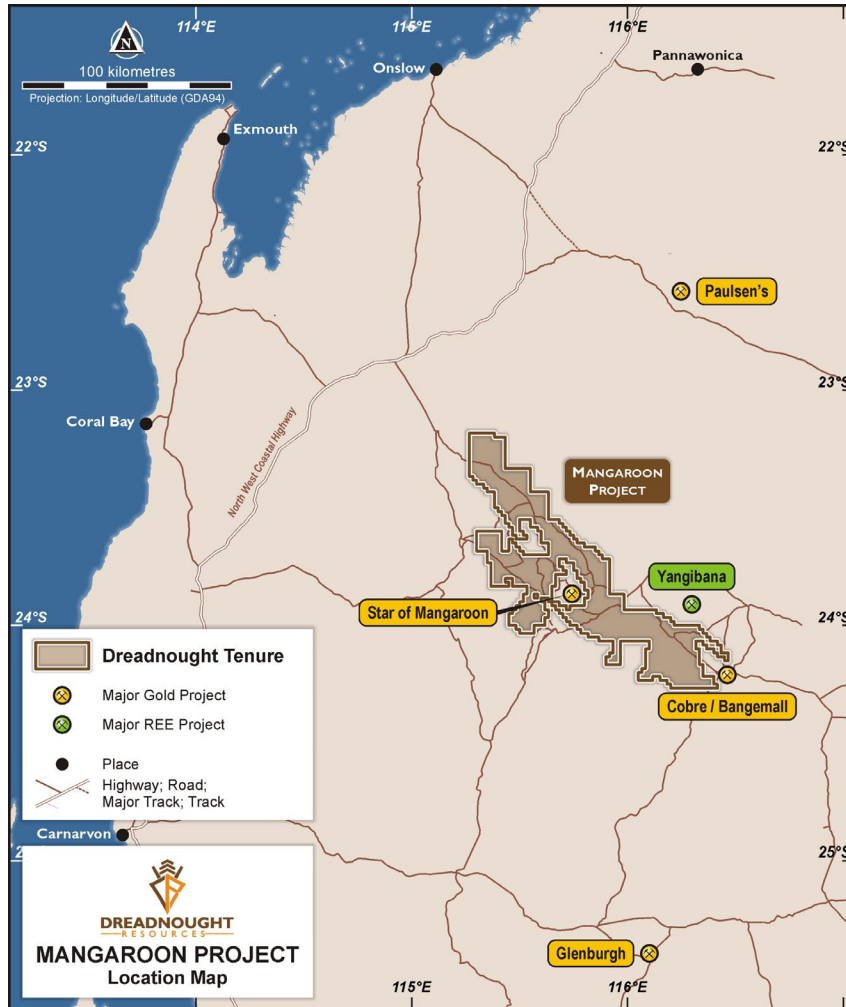 114°E
115°E
116°E
N
100 kilometres
Projection: Longitude/Latitude (GDA94)
Onslow
Pannawonica
Exmouth
22°S
22°S
Paulsen's
23°S
23°S
Coral Bay
North West Coastal Highway
MANGAROON
PROJECT
Yangibana
Star of Mangaroon
24°S
24°S
Cobre / Bangemall
Dreadnought Tenure
Major Gold Project
Major REE Project
Place
Highway; Road;
Major Track; Track
Carnarvon
25°S
DREADNOUGHT
RESOURCES
MANGAROON PROJECT
Location Map
Glenburgh
115°E
116°E